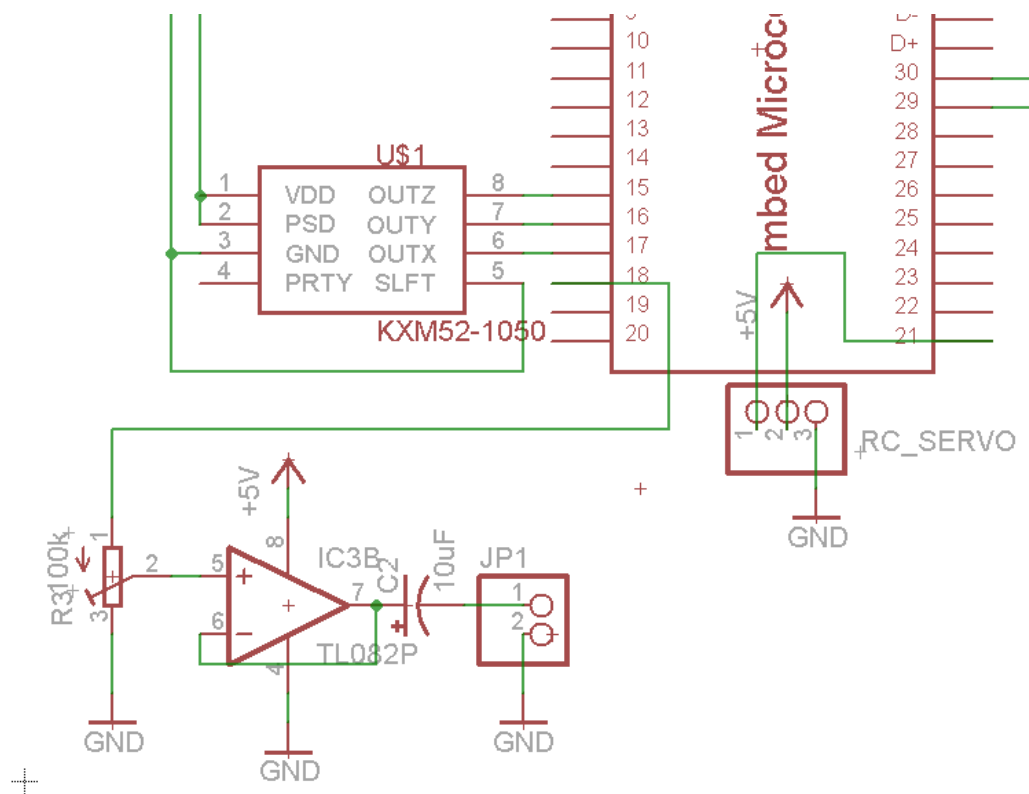 9
10
11
12
13
14
15
16
17
18
19
20
mbed Microc
D-
D+
30
29
28
27
26
25
24
23
22
21
U$1
1
2
3
4
VDD OUTZ
PSD OUTY
GND OUTX
PRTY SLFT
8
7
6
5
KXM52-1050
+5V
1
2
3
RC_SERVO
GND
+5V
R3
100k
1
2
3
GND
8
5
6
+
-
4
IC3B
7
TL082P
GND
C2
10uF
+
JP1
1
2
GND